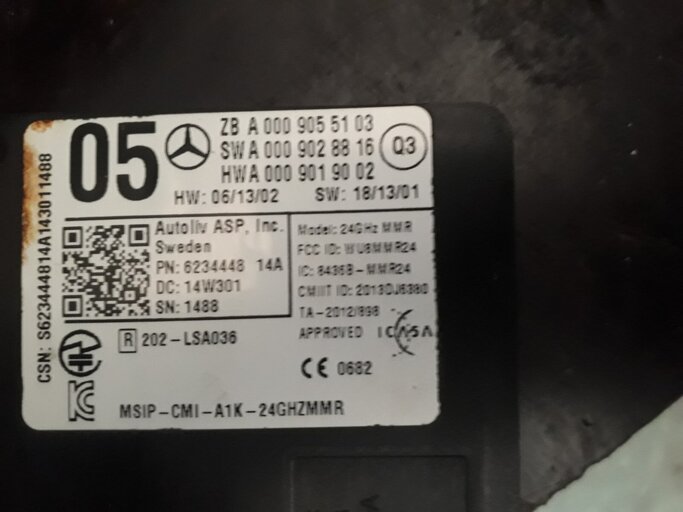 05
ZB A 000 905 51 03
SW A 000 902 88 16
HW A 000 901 90 02
Q3
HW: 06/13/02 SW: 18/13/01
Autoliv ASP, Inc.
Sweden
PN: 6234448 14A
DC: 14W301
SN: 1488
Model: 24GHz MMR
FCC ID: WU8MMR24
IC: 8436B-MMR24
CMIIT ID: 2013DJ6380
TA-2012/898
APPROVED ICASA
R 202-LSA036
CE 0682
MSIP-CMI-A1K-24GHZMMR
CSN: S623444814A143011488